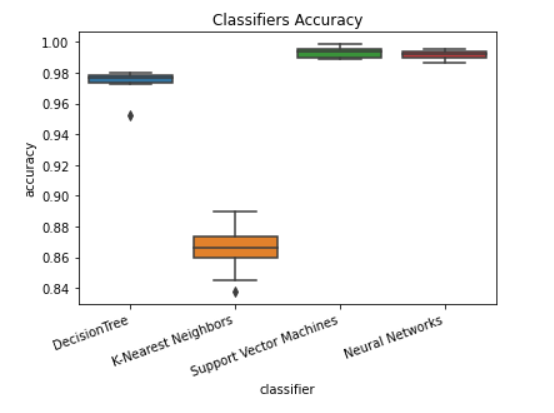 Classifiers Accuracy
1.00
0.98
0.96
0.94
0.92
0.90
0.88
0.86
0.84
accuracy
DecisionTree
K-Nearest Neighbors
Support Vector Machines
Neural Networks
classifier